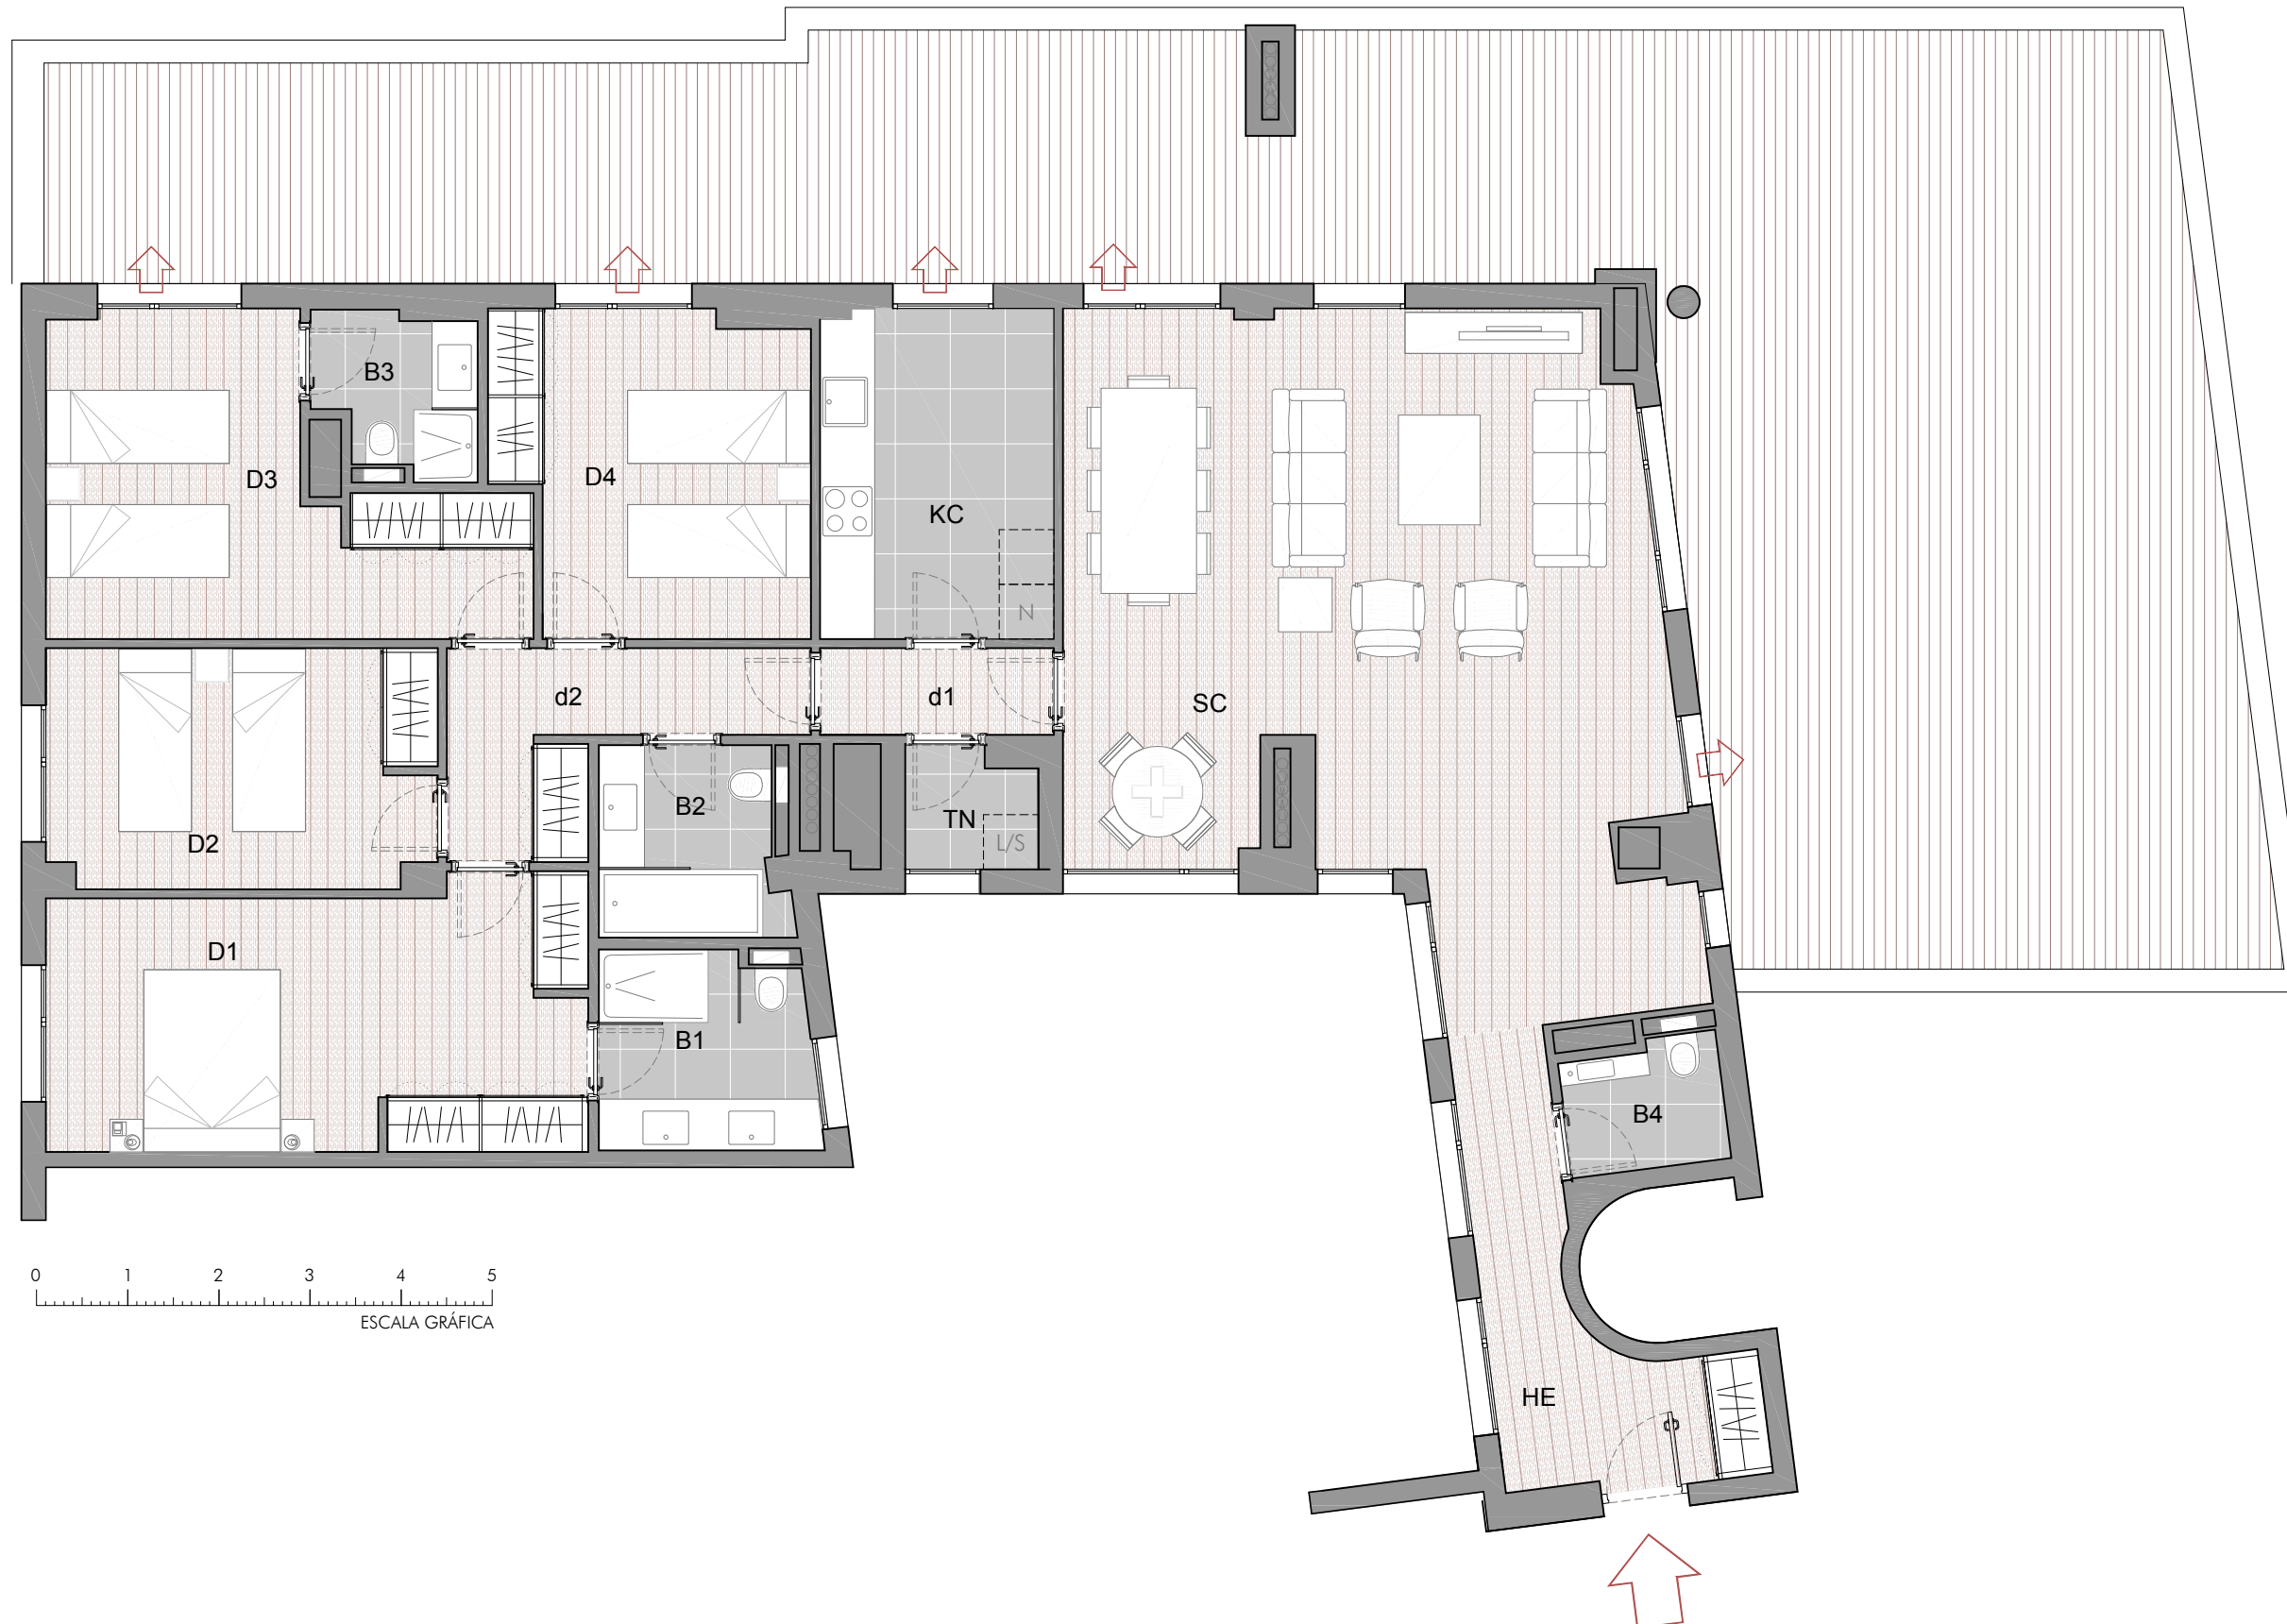 B3
D3
D4
KC
N
d2
d1
SC
B2
TN
L/S
D2
D1
B1
B4
HE
0 1 2 3 4 5
ESCALA GRÁFICA